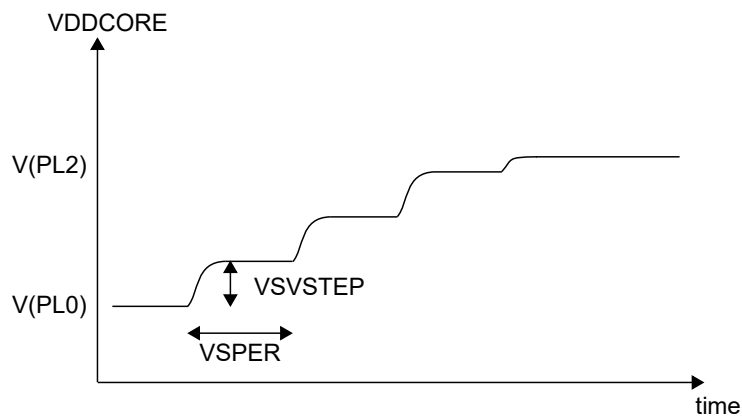 VDDCORE
V(PL2)
V(PL0)
VSVSTEP
VSPER
time